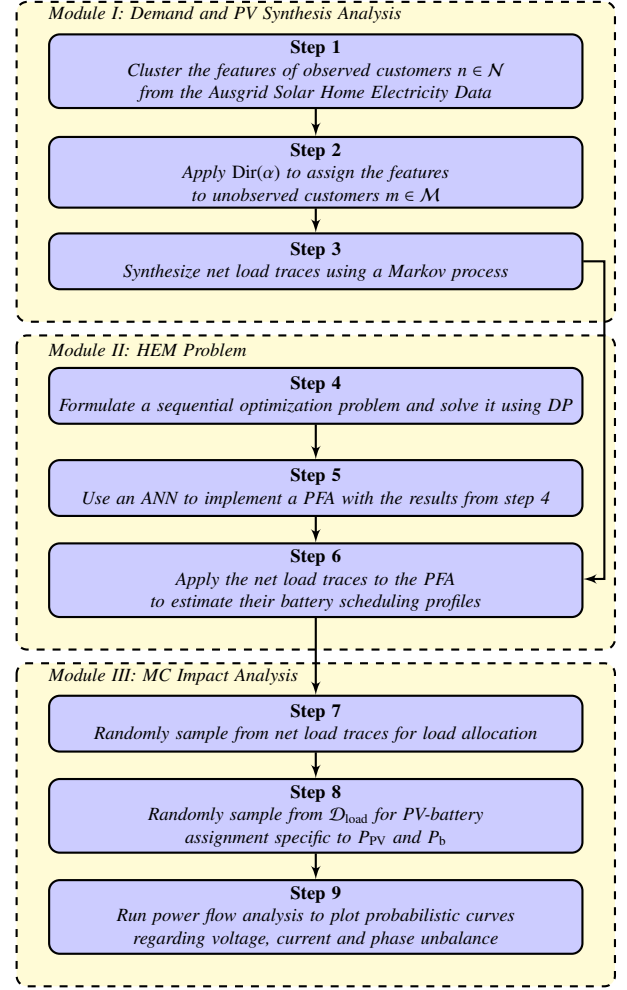 Module I: Demand and PV Synthesis Analysis
Step 1
Cluster the features of observed customers n ∈ 𝒩
from the Ausgrid Solar Home Electricity Data
Step 2
Apply Dir(α) to assign the features
to unobserved customers m ∈ ℳ
Step 3
Synthesize net load traces using a Markov process
Module II: HEM Problem
Step 4
Formulate a sequential optimization problem and solve it using DP
Step 5
Use an ANN to implement a PFA with the results from step 4
Step 6
Apply the net load traces to the PFA
to estimate their battery scheduling profiles
Module III: MC Impact Analysis
Step 7
Randomly sample from net load traces for load allocation
Step 8
Randomly sample from 𝒟_load for PV-battery
assignment specific to P_PV and P_b
Step 9
Run power flow analysis to plot probabilistic curves
regarding voltage, current and phase unbalance